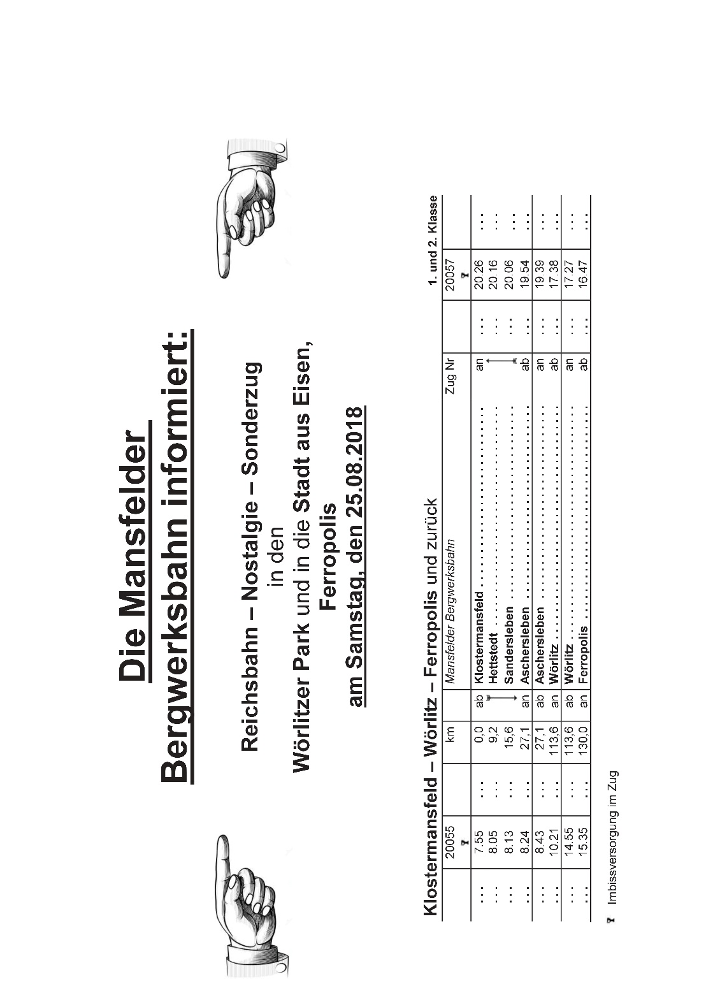 Die Mansfelder
Bergwerksbahn informiert:
Reichsbahn – Nostalgie – Sonderzug
in den
Wörlitzer Park und in die Stadt aus Eisen,
Ferropolis
am Samstag, den 25.08.2018
Klostermansfeld – Wörlitz – Ferropolis und zurück 1. und 2. Klasse
20055 km Mansfelder Bergwerksbahn Zug Nr 20057
... 7.55 ... 0,0 ab Klostermansfeld an ... 20.26 ...
... 8.05 ... 9,2 Hettstedt ... 20.16 ...
... 8.13 ... 15,6 Sandersleben ... 20.06 ...
... 8.24 ... 27,1 an Aschersleben ab ... 19.54 ...
... 8.43 ... 27,1 ab Aschersleben an ... 19.39 ...
... 10.21 ... 113,6 an Wörlitz ab ... 17.38 ...
... 14.55 ... 113,6 ab Wörlitz an ... 17.27 ...
... 15.35 ... 130,0 an Ferropolis ab ... 16.47 ...
Imbissversorgung im Zug